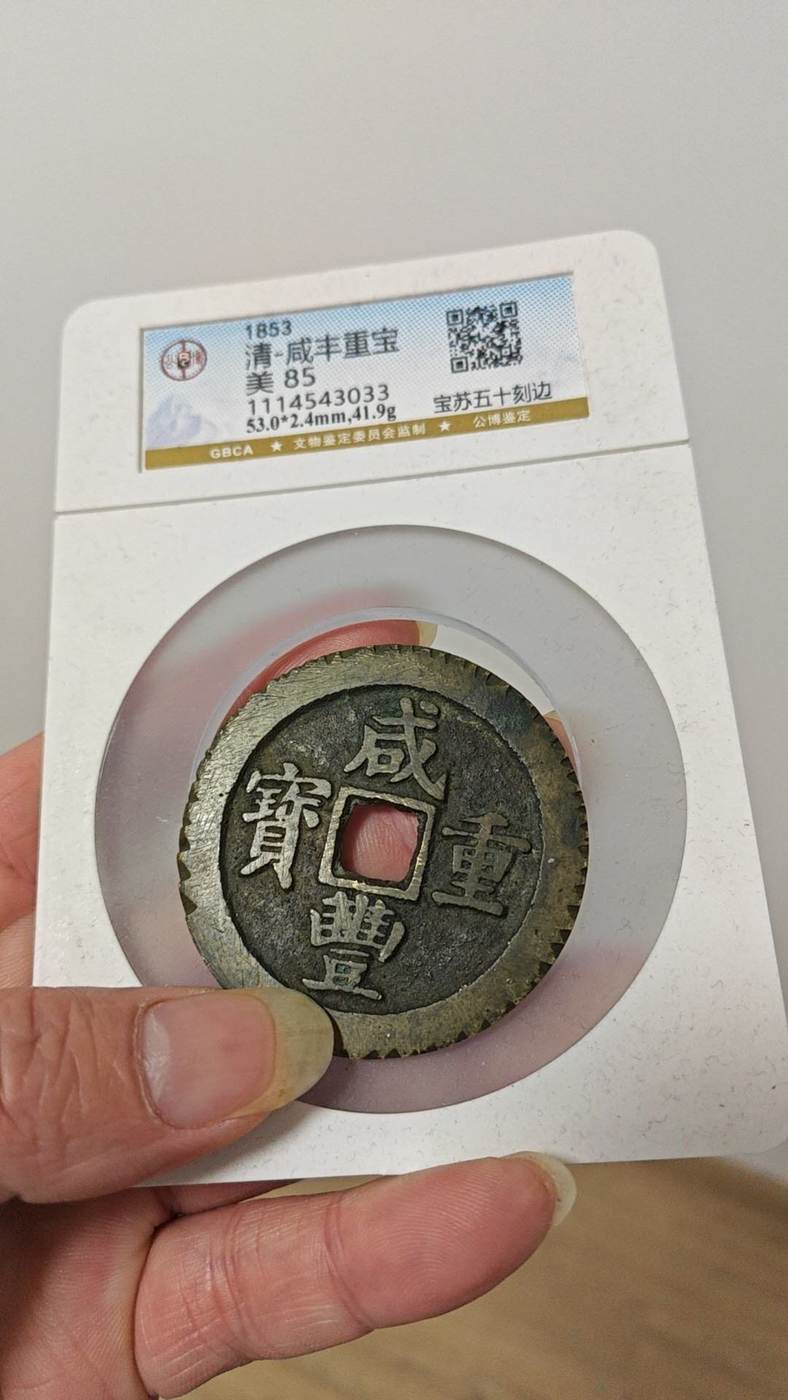 1853
清-咸丰重宝
美 85
1114543033
53.0*2.4mm,41.9g
宝苏五十刻边
GBCA ★ 文物鉴定委员会监制 ★ 公博鉴定
咸
寶 重
豐